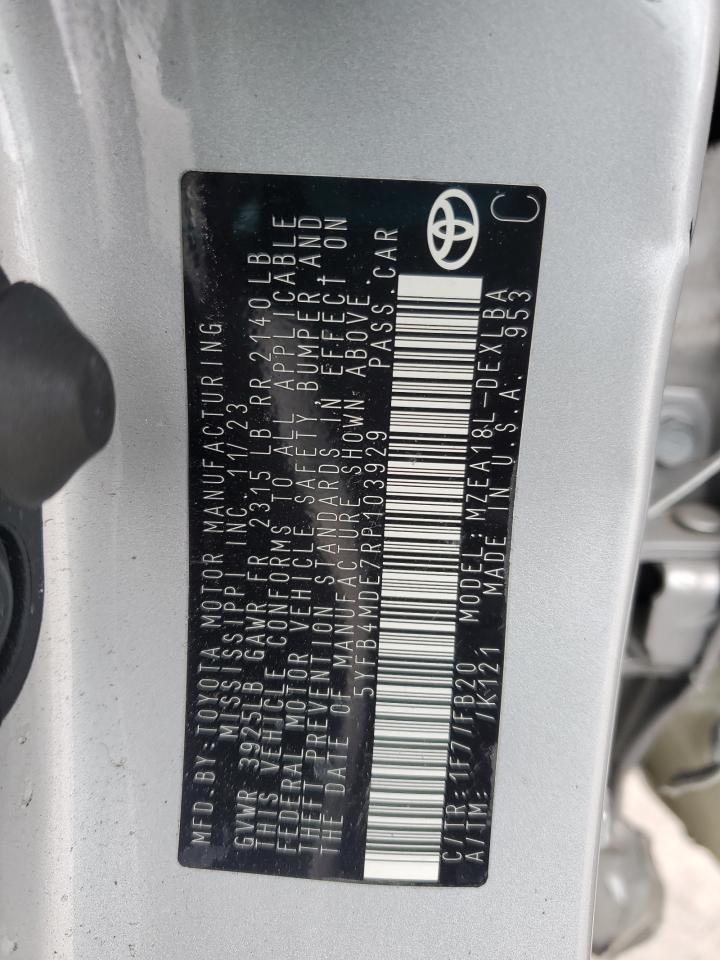 MFD.BY:TOYOTA MOTOR MANUFACTURING,
MISSISSIPPI INC. 11/23
GVWR 3925LB GAWR FR 2315 LB RR 2140LB
THIS VEHICLE CONFORMS TO ALL APPLICABLE
FEDERAL MOTOR VEHICLE SAFETY, BUMPER AND
THEFT PREVENTION STANDARDS IN EFFECT ON
THE DATE OF MANUFACTURE SHOWN ABOVE.
5YFB4MDE7RP103929 PASS.CAR
C/TR: 1F7/FB20 MODEL: MZEA18L-DEXLBA
A/TM: /K121 MADE IN U.S.A. 953
C